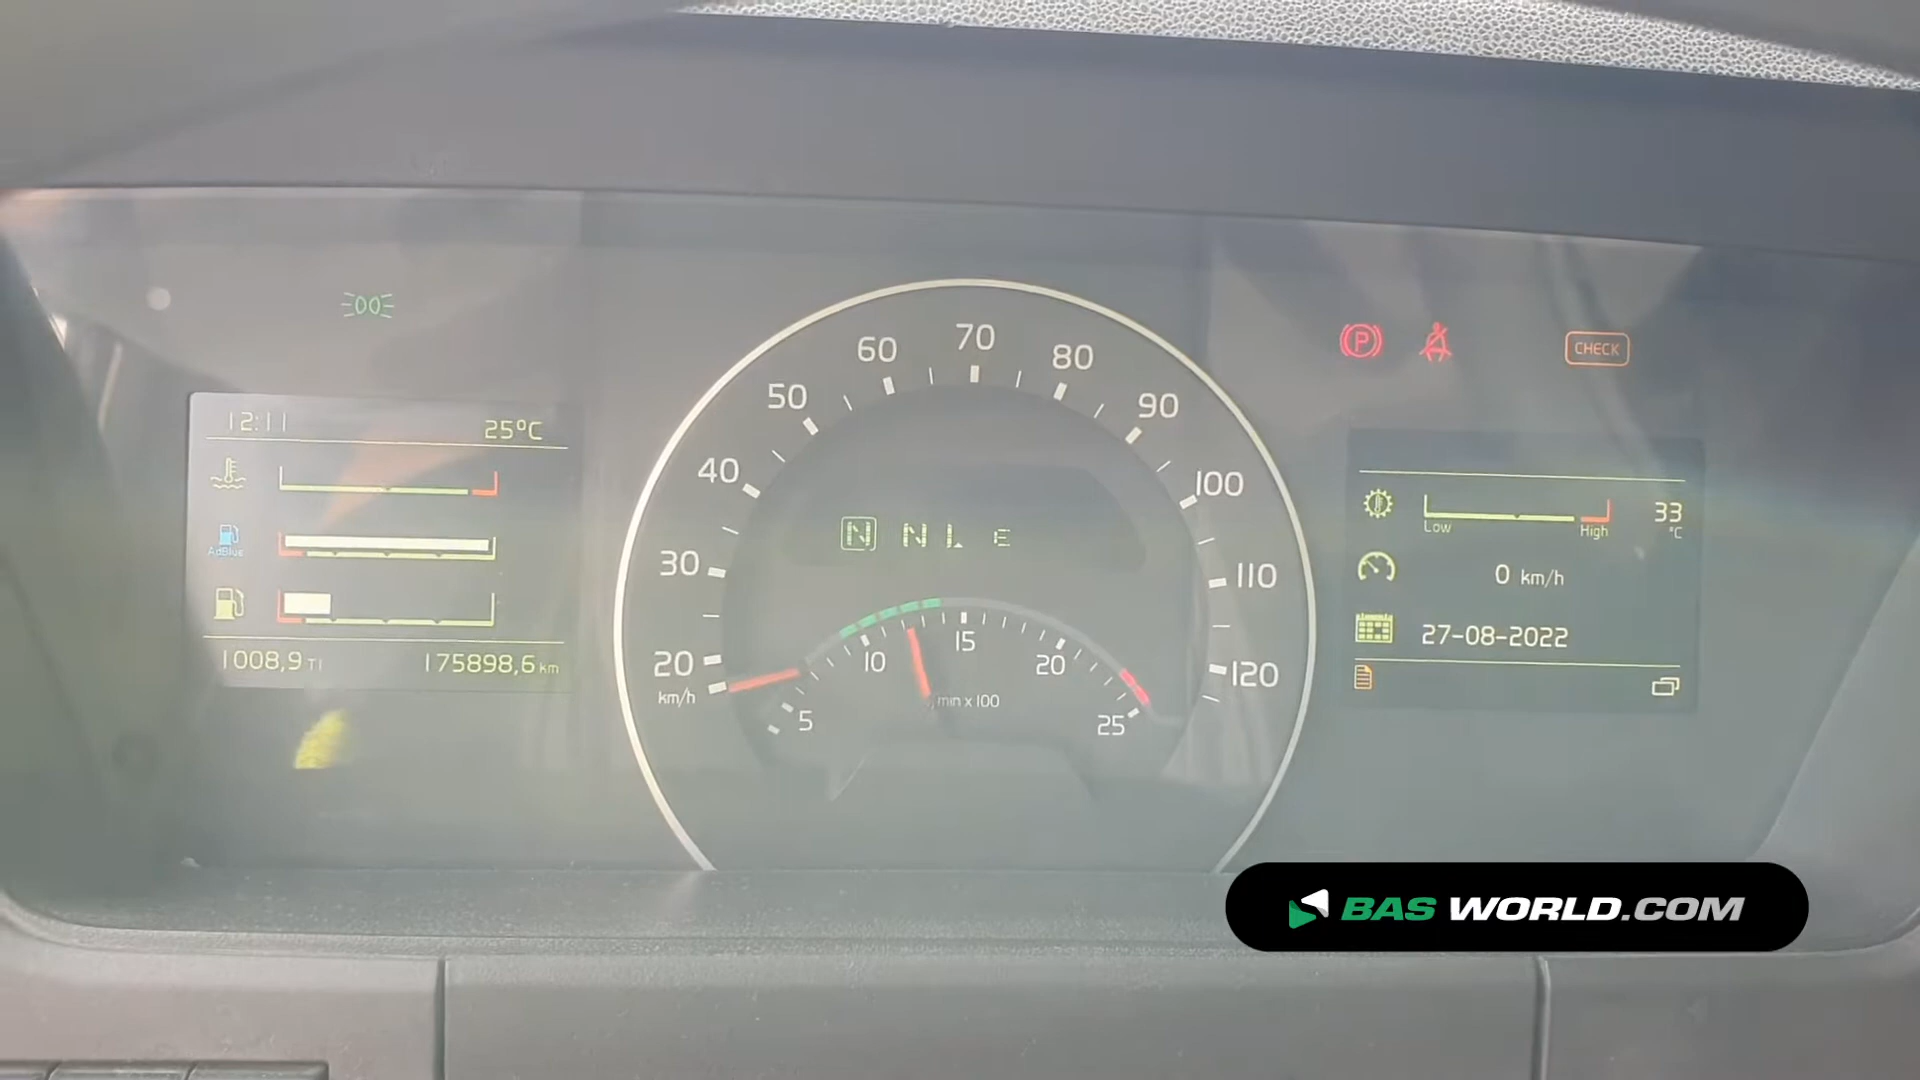 12:11 25°C
AdBlue
1008,9 T1 175898,6 km
20 30 40 50 60 70 80 90 100 110 120
km/h
N N L E
5 10 15 20 25
min x 100
P
CHECK
Low High 33 °C
0 km/h
27-08-2022
BAS WORLD.COM